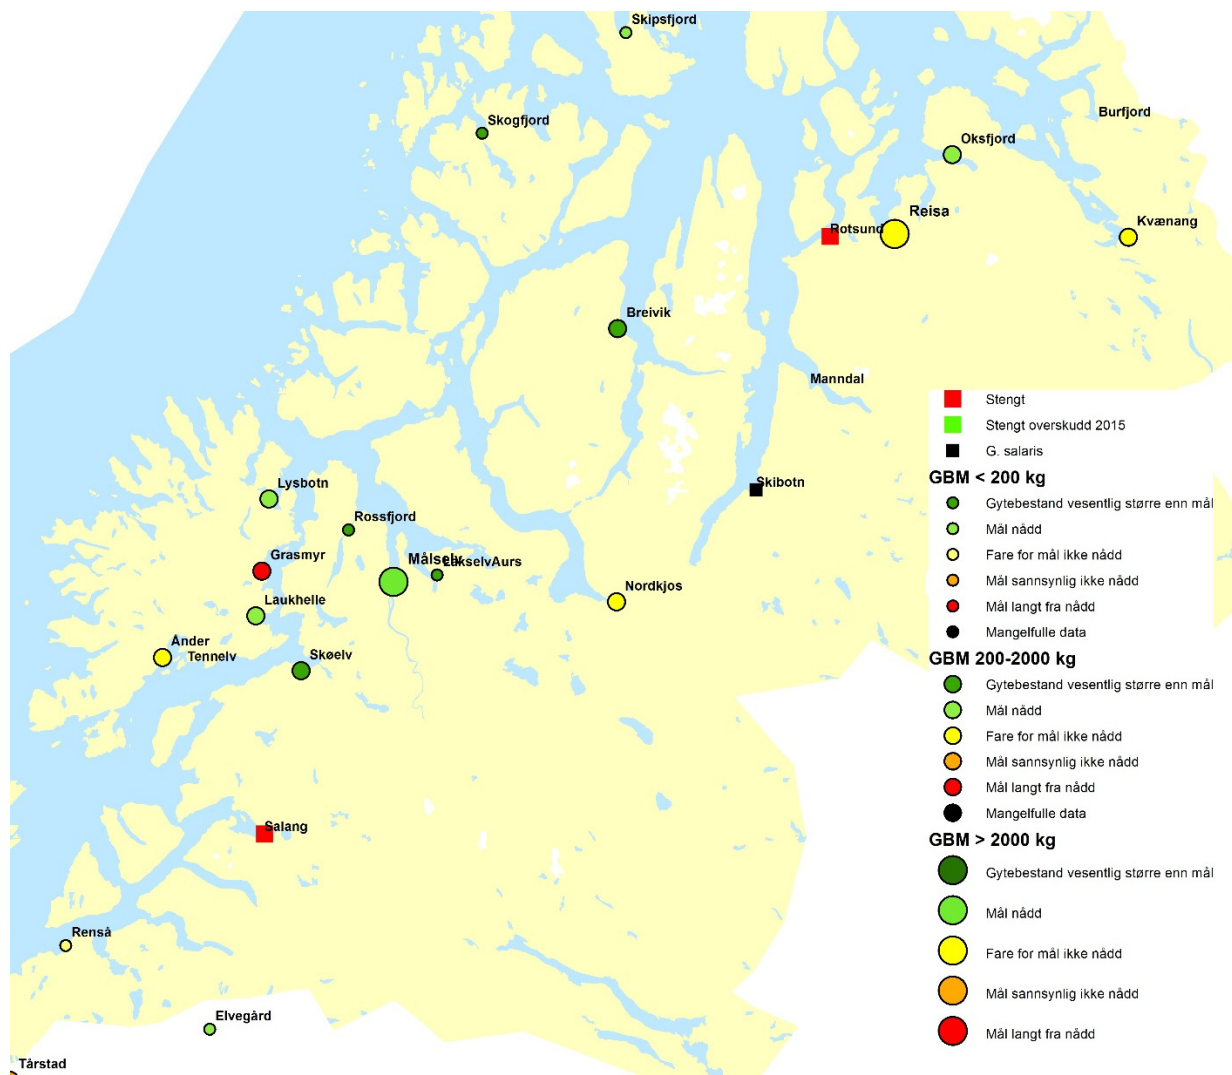 Skipsfjord
Skogfjord
Burfjord
Oksfjord
Reisa
Kvænang
Rotsund
Breivik
Manndal
Skibotn
Lysbotn
Rossfjord
Grasmyr
Målselv
LakselvAurs
Nordkjos
Laukhelle
Ånder
Tennelv
Skøelv
Salang
Renså
Elvegård
Tårstad
Stengt
Stengt overskudd 2015
G. salaris
GBM < 200 kg
Gytebestand vesentlig større enn mål
Mål nådd
Fare for mål ikke nådd
Mål sannsynlig ikke nådd
Mål langt fra nådd
Mangelfulle data
GBM 200-2000 kg
Gytebestand vesentlig større enn mål
Mål nådd
Fare for mål ikke nådd
Mål sannsynlig ikke nådd
Mål langt fra nådd
Mangelfulle data
GBM > 2000 kg
Gytebestand vesentlig større enn mål
Mål nådd
Fare for mål ikke nådd
Mål sannsynlig ikke nådd
Mål langt fra nådd